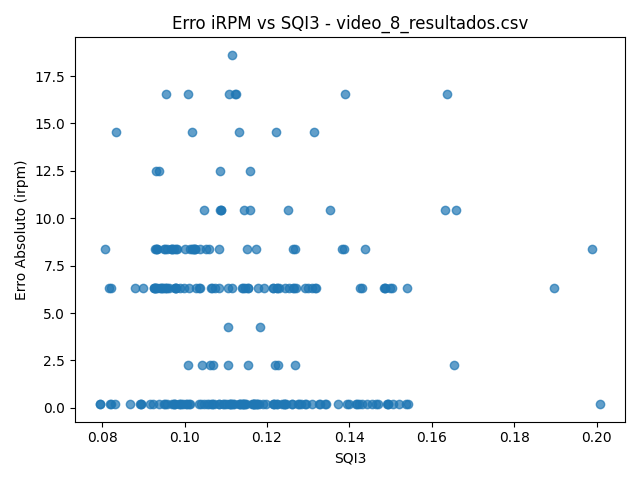 Erro iRPM vs SQI3 - video_8_resultados.csv
Erro Absoluto (irpm)
17.5
15.0
12.5
10.0
7.5
5.0
2.5
0.0
0.08 0.10 0.12 0.14 0.16 0.18 0.20
SQI3